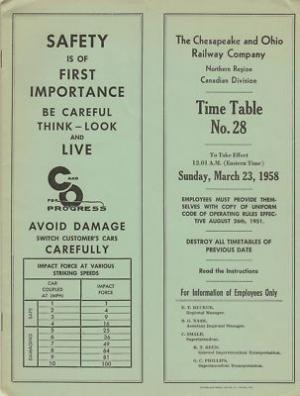 SAFETY
IS OF
FIRST
IMPORTANCE
BE CAREFUL
THINK – LOOK
AND
LIVE
C AND O
FOR
PROGRESS
AVOID DAMAGE
SWITCH CUSTOMER'S CARS
CAREFULLY
IMPACT FORCE AT VARIOUS
STRIKING SPEEDS
CAR COUPLED AT (MPH) IMPACT FORCE
SAFE
1 1
2 4
3 9
4 16
DAMAGING
5 25
6 36
7 49
8 64
9 81
10 100
The Chesapeake and Ohio
Railway Company
Northern Region
Canadian Division
Time Table
No. 28
To Take Effect
12.01 A.M. (Eastern Time)
Sunday, March 23, 1958
EMPLOYEES MUST PROVIDE THEM-
SELVES WITH COPY OF UNIFORM
CODE OF OPERATING RULES EFFEC-
TIVE AUGUST 26th, 1951.
DESTROY ALL TIMETABLES OF
PREVIOUS DATE
Read the Instructions
For Information of Employees Only
Regional Manager.
Assistant Regional Manager.
C. SMALE,
Superintendent.
General Superintendent Transportation.
G. C. PHILLIPS,
Superintendent Transportation.